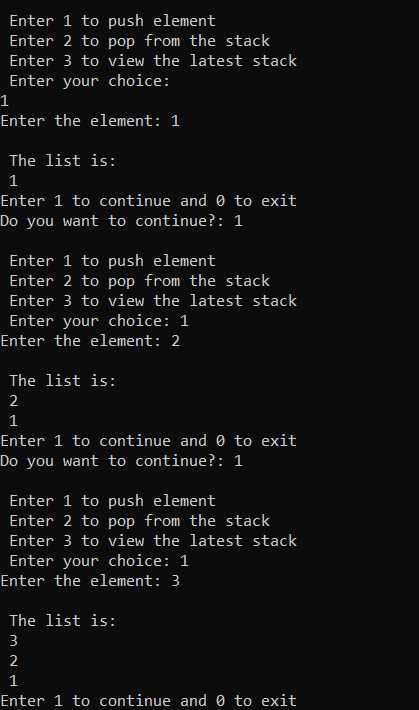 Enter 1 to push element
Enter 2 to pop from the stack
Enter 3 to view the latest stack
Enter your choice:
1
Enter the element: 1
The list is:
1
Enter 1 to continue and 0 to exit
Do you want to continue?: 1
Enter 1 to push element
Enter 2 to pop from the stack
Enter 3 to view the latest stack
Enter your choice: 1
Enter the element: 2
The list is:
2
1
Enter 1 to continue and 0 to exit
Do you want to continue?: 1
Enter 1 to push element
Enter 2 to pop from the stack
Enter 3 to view the latest stack
Enter your choice: 1
Enter the element: 3
The list is:
3
2
1
Enter 1 to continue and 0 to exit